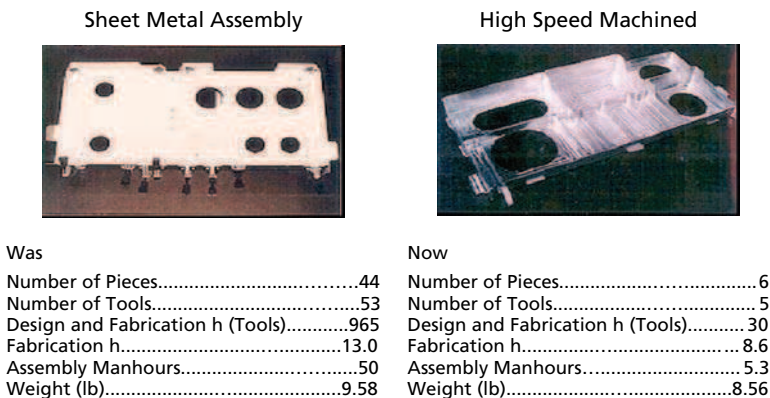 Sheet Metal Assembly
High Speed Machined
Was
Number of Pieces....................................44
Number of Tools.....................................53
Design and Fabrication h (Tools)............965
Fabrication h........................................13.0
Assembly Manhours................................50
Weight (lb)...........................................9.58
Now
Number of Pieces....................................6
Number of Tools.....................................5
Design and Fabrication h (Tools)........... 30
Fabrication h....................................... 8.6
Assembly Manhours............................. 5.3
Weight (lb)..........................................8.56